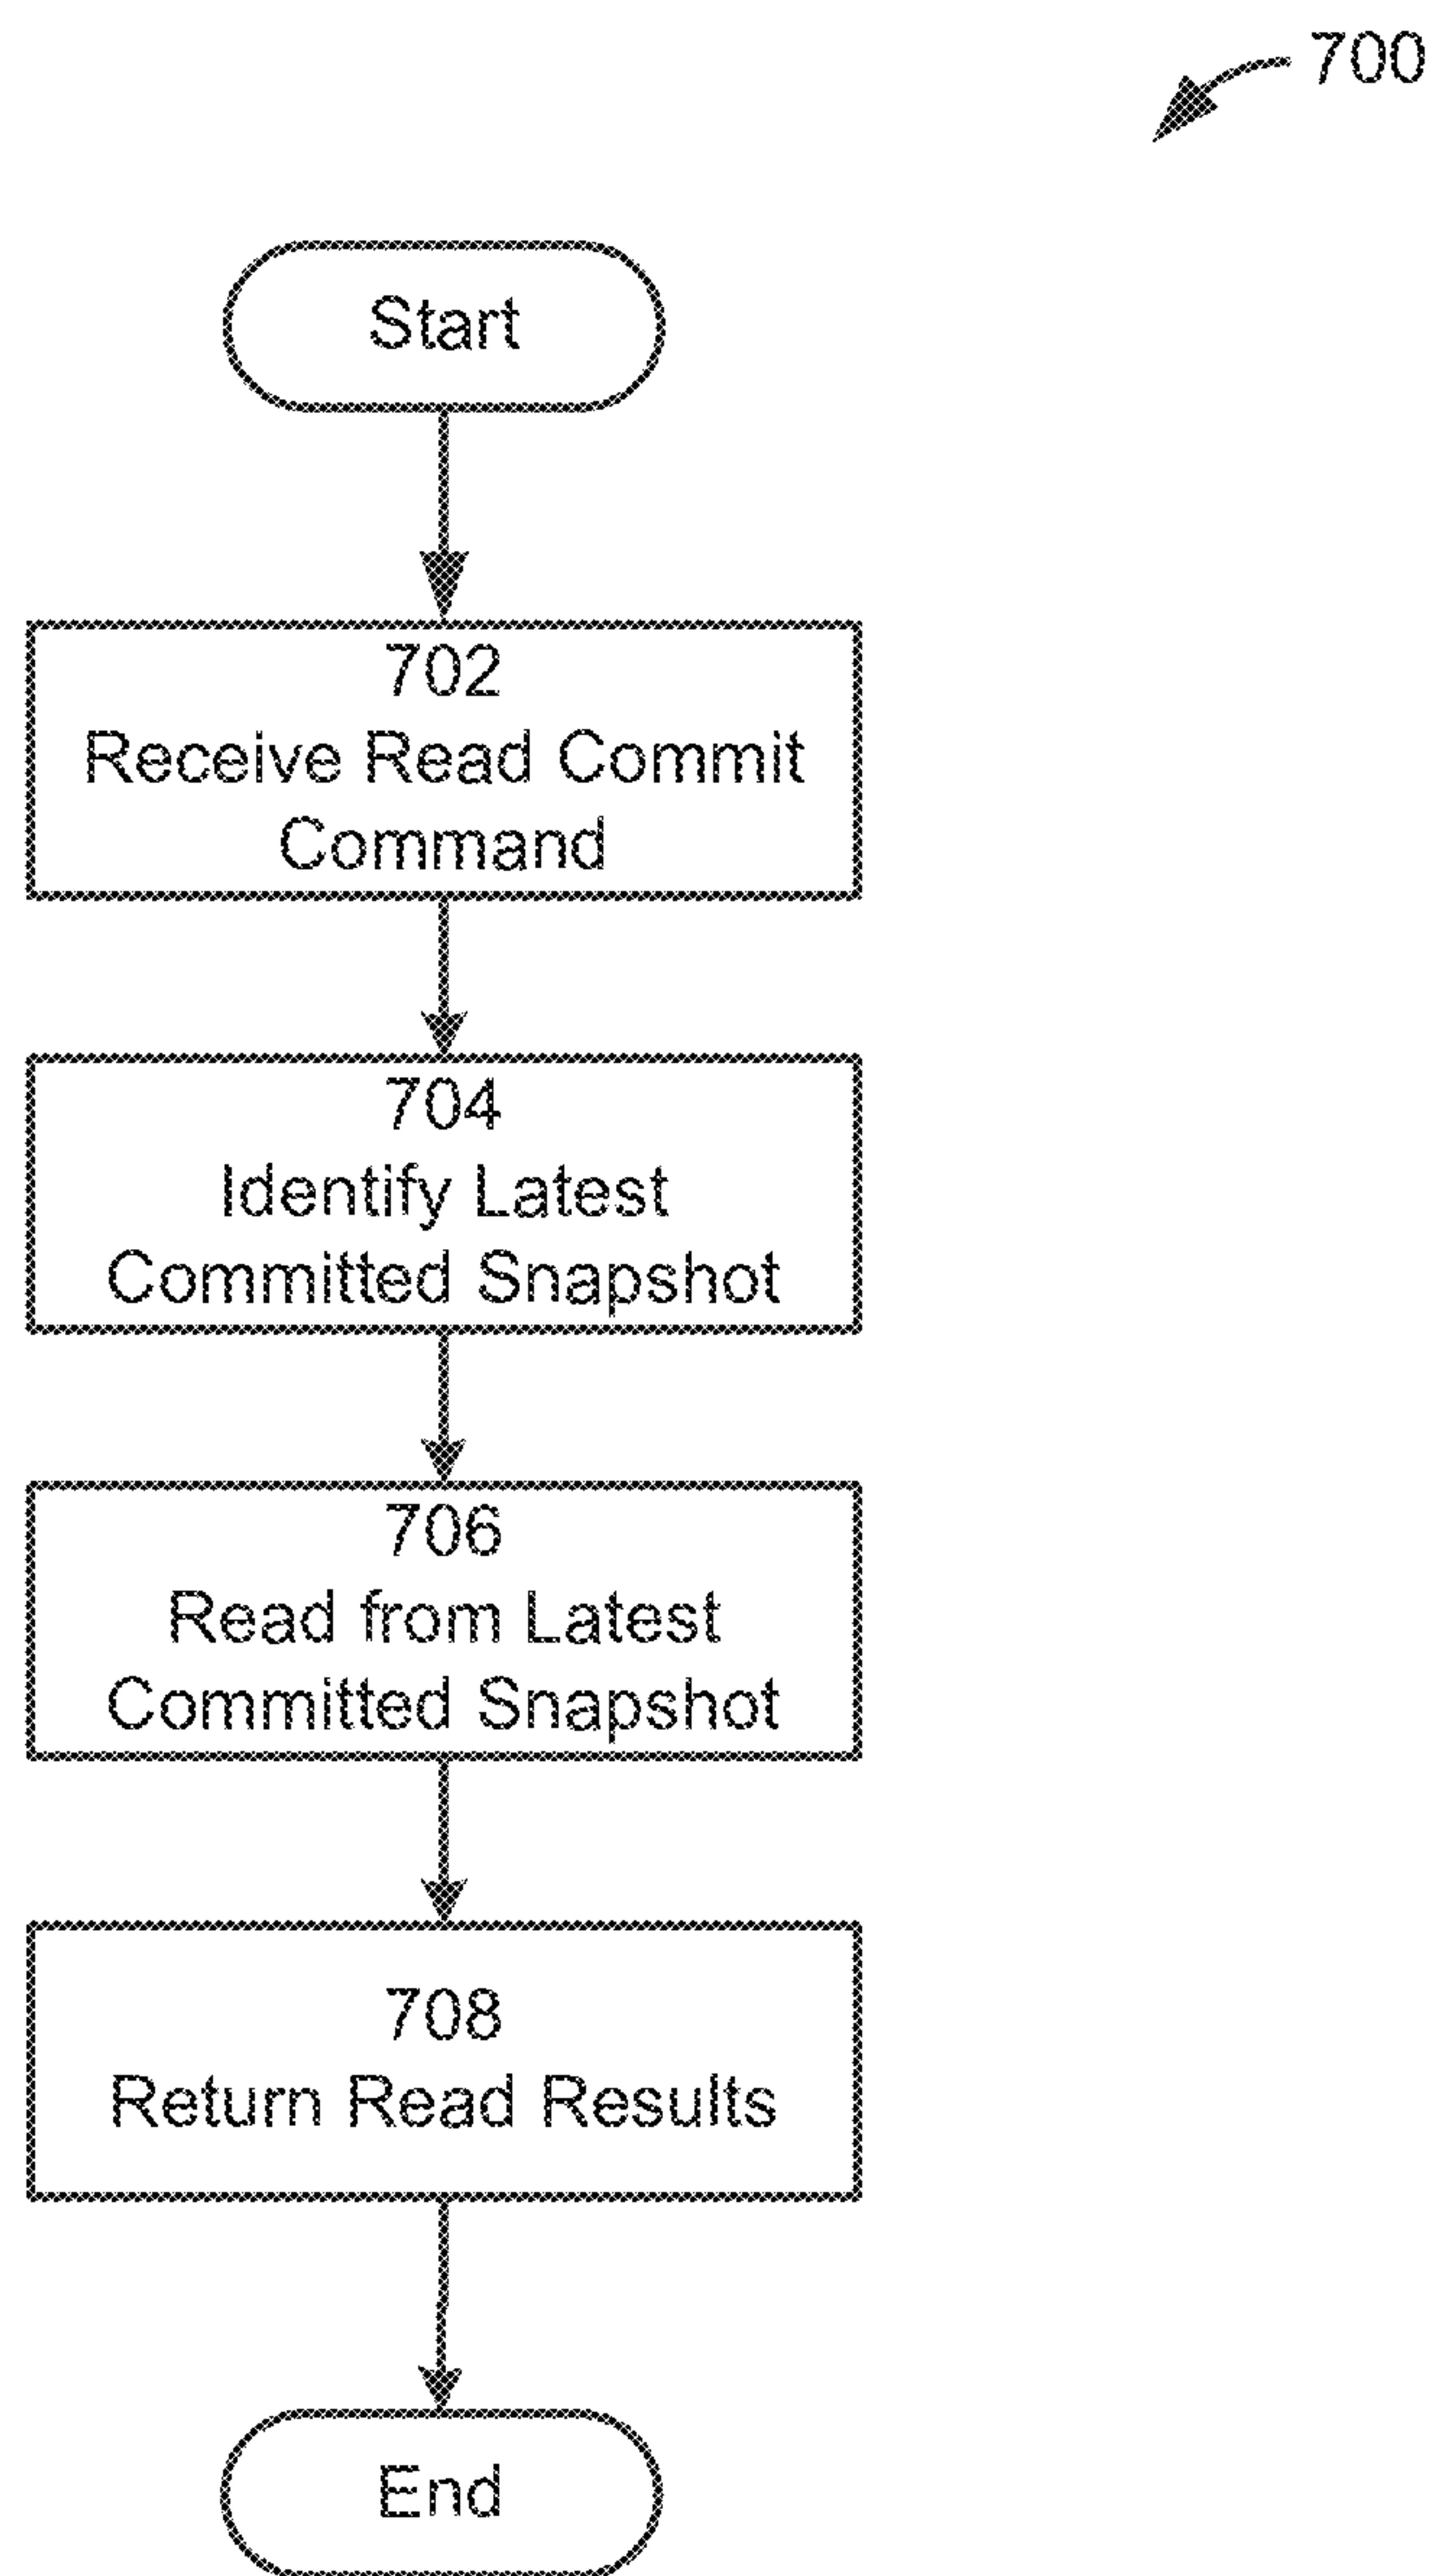 700
Start
702
Receive Read Commit
Command
704
Identify Latest
Committed Snapshot
706
Read from Latest
Committed Snapshot
708
Return Read Results
End